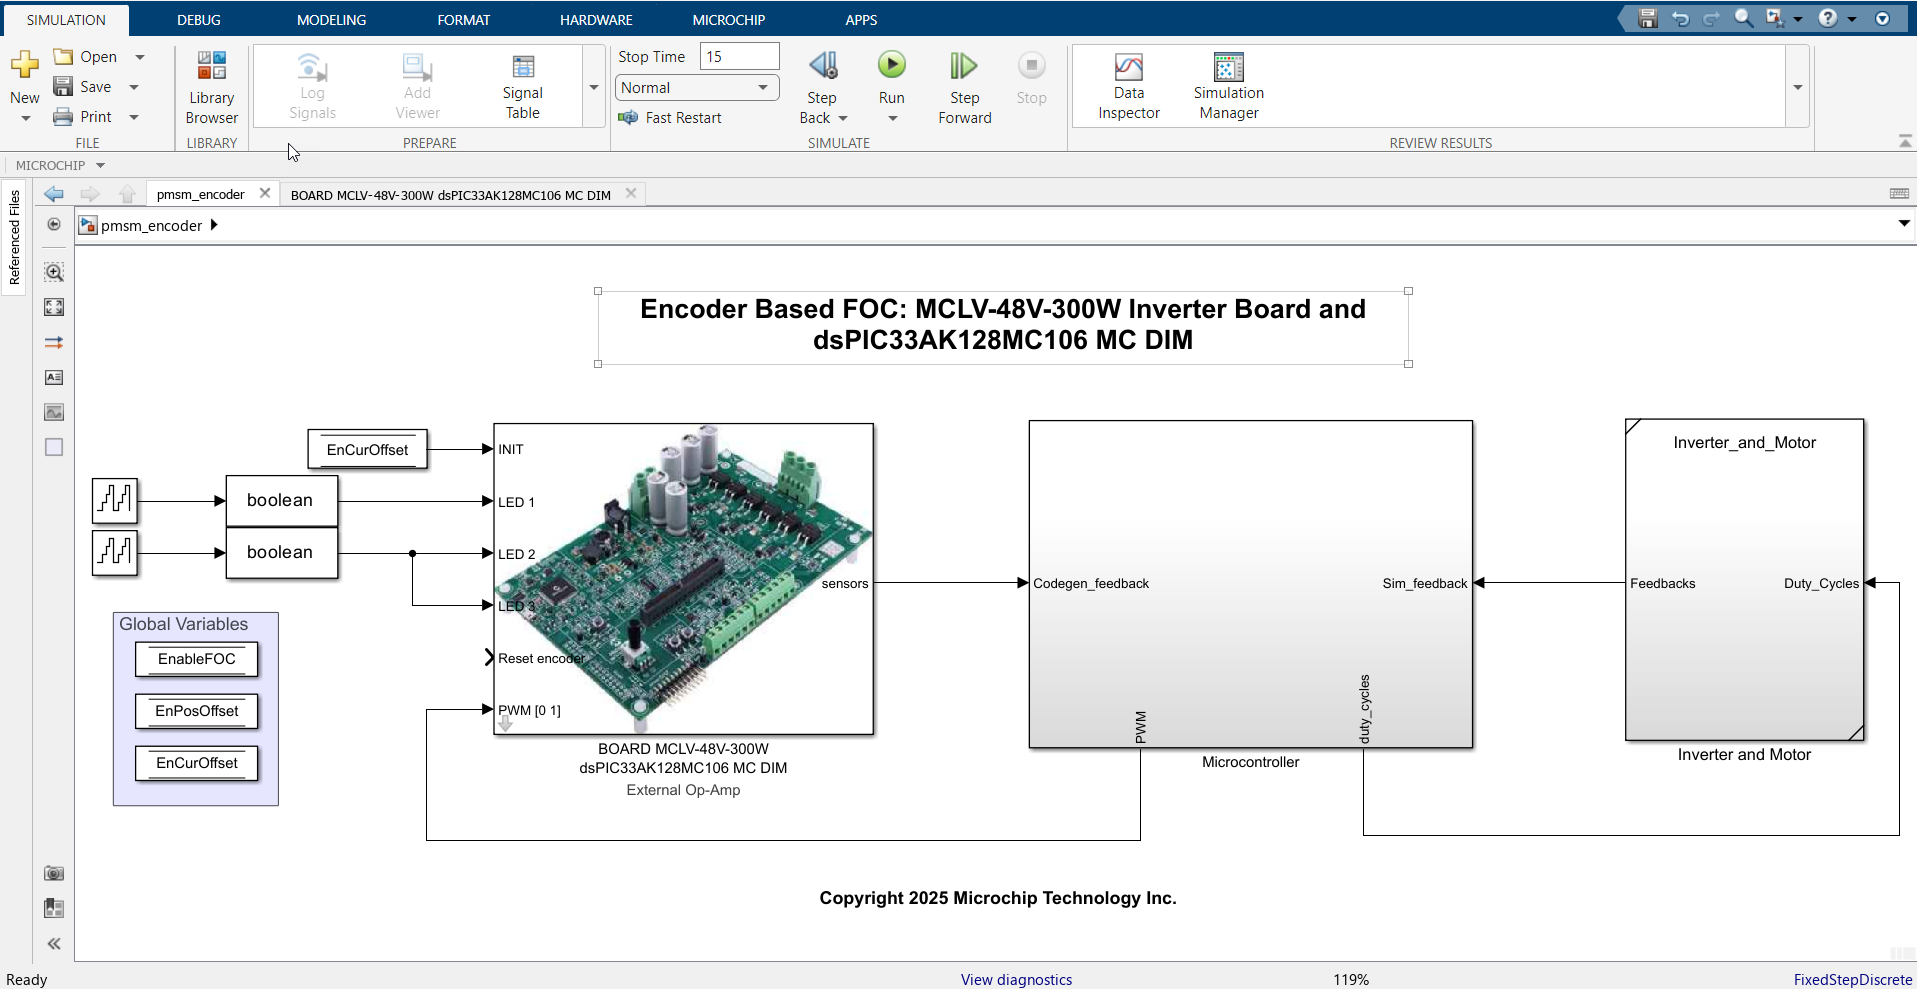 SIMULATION DEBUG MODELING FORMAT HARDWARE MICROCHIP APPS
New
Open
Save
Print
FILE
Library
Browser
LIBRARY
Log
Signals
Add
Viewer
Signal
Table
PREPARE
Stop Time 15
Normal
Fast Restart
Step
Back
Run
Step
Forward
Stop
SIMULATE
Data
Inspector
Simulation
Manager
REVIEW RESULTS
MICROCHIP
Referenced Files
pmsm_encoder
BOARD MCLV-48V-300W dsPIC33AK128MC106 MC DIM
pmsm_encoder
Encoder Based FOC: MCLV-48V-300W Inverter Board and
dsPIC33AK128MC106 MC DIM
EnCurOffset
boolean
boolean
INIT
LED 1
LED 2
LED 3
Reset encoder
PWM [0 1]
sensors
BOARD MCLV-48V-300W
dsPIC33AK128MC106 MC DIM
External Op-Amp
Global Variables
EnableFOC
EnPosOffset
EnCurOffset
Codegen_feedback
Sim_feedback
PWM
duty_cycles
Microcontroller
Inverter_and_Motor
Feedbacks
Duty_Cycles
Inverter and Motor
Copyright 2025 Microchip Technology Inc.
Ready
View diagnostics
119%
FixedStepDiscrete